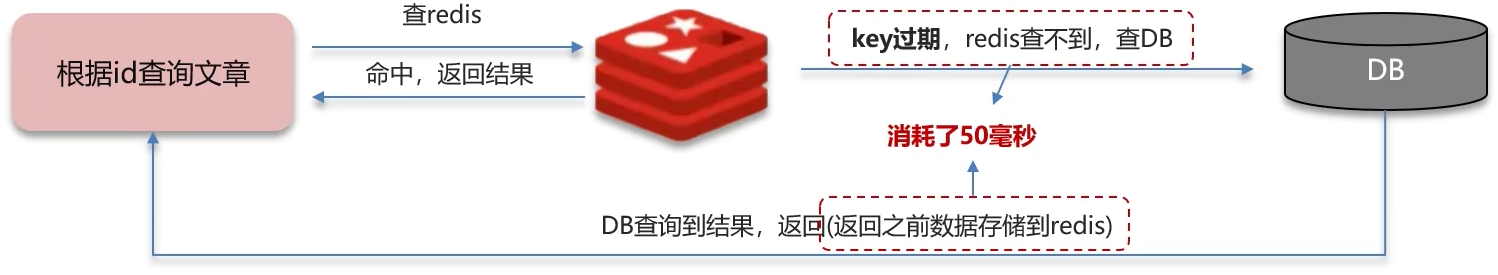 查redis
根据id查询文章
命中，返回结果
key过期，redis查不到，查DB
DB
消耗了50毫秒
DB查询到结果，返回(返回之前数据存储到redis)